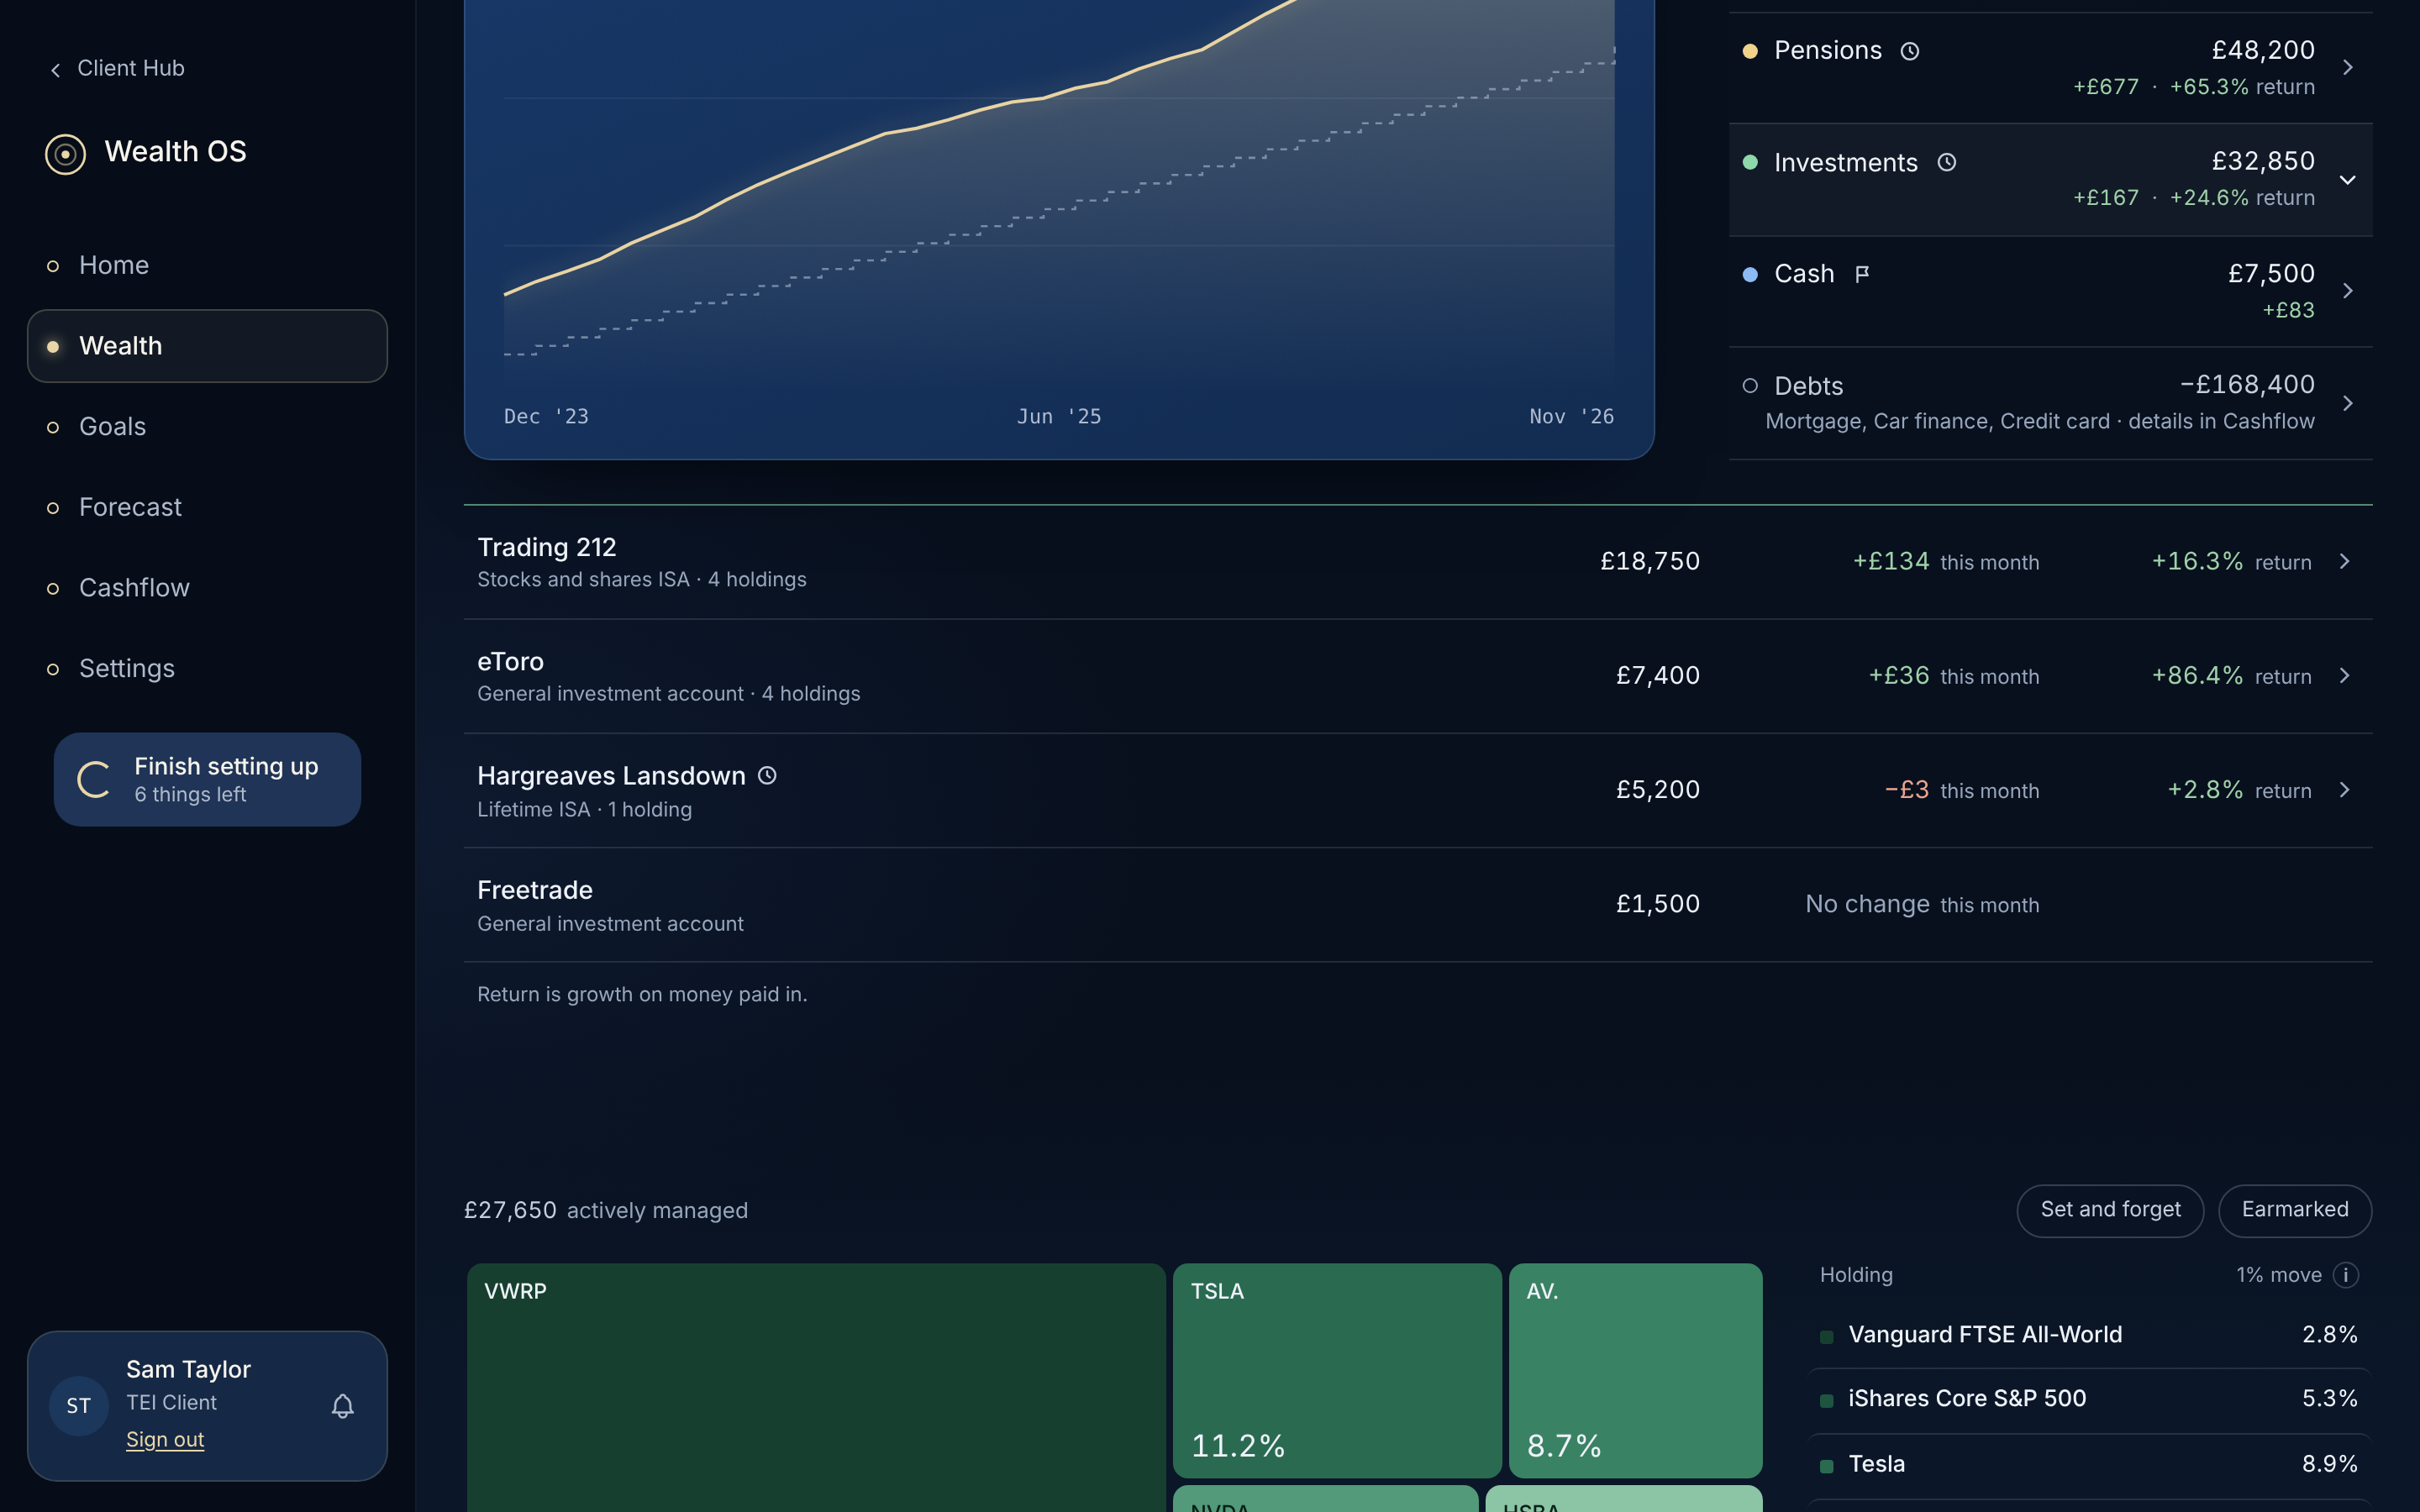 Client Hub
Wealth OS
Home
Wealth
Goals
Forecast
Cashflow
Settings
Finish setting up
6 things left
ST
Sam Taylor
TEI Client
Sign out
Dec '23
Jun '25
Nov '26
Pensions
£48,200
+£677 · +65.3% return
Investments
£32,850
+£167 · +24.6% return
Cash
£7,500
+£83
Debts
−£168,400
Mortgage, Car finance, Credit card · details in Cashflow
Trading 212
Stocks and shares ISA · 4 holdings
£18,750
+£134 this month
+16.3% return
eToro
General investment account · 4 holdings
£7,400
+£36 this month
+86.4% return
Hargreaves Lansdown
Lifetime ISA · 1 holding
£5,200
−£3 this month
+2.8% return
Freetrade
General investment account
£1,500
No change this month
Return is growth on money paid in.
£27,650 actively managed
Set and forget
Earmarked
VWRP
TSLA
11.2%
AV.
8.7%
NVDA
HSBA
Holding
1% move
i
Vanguard FTSE All-World
2.8%
iShares Core S&P 500
5.3%
Tesla
8.9%